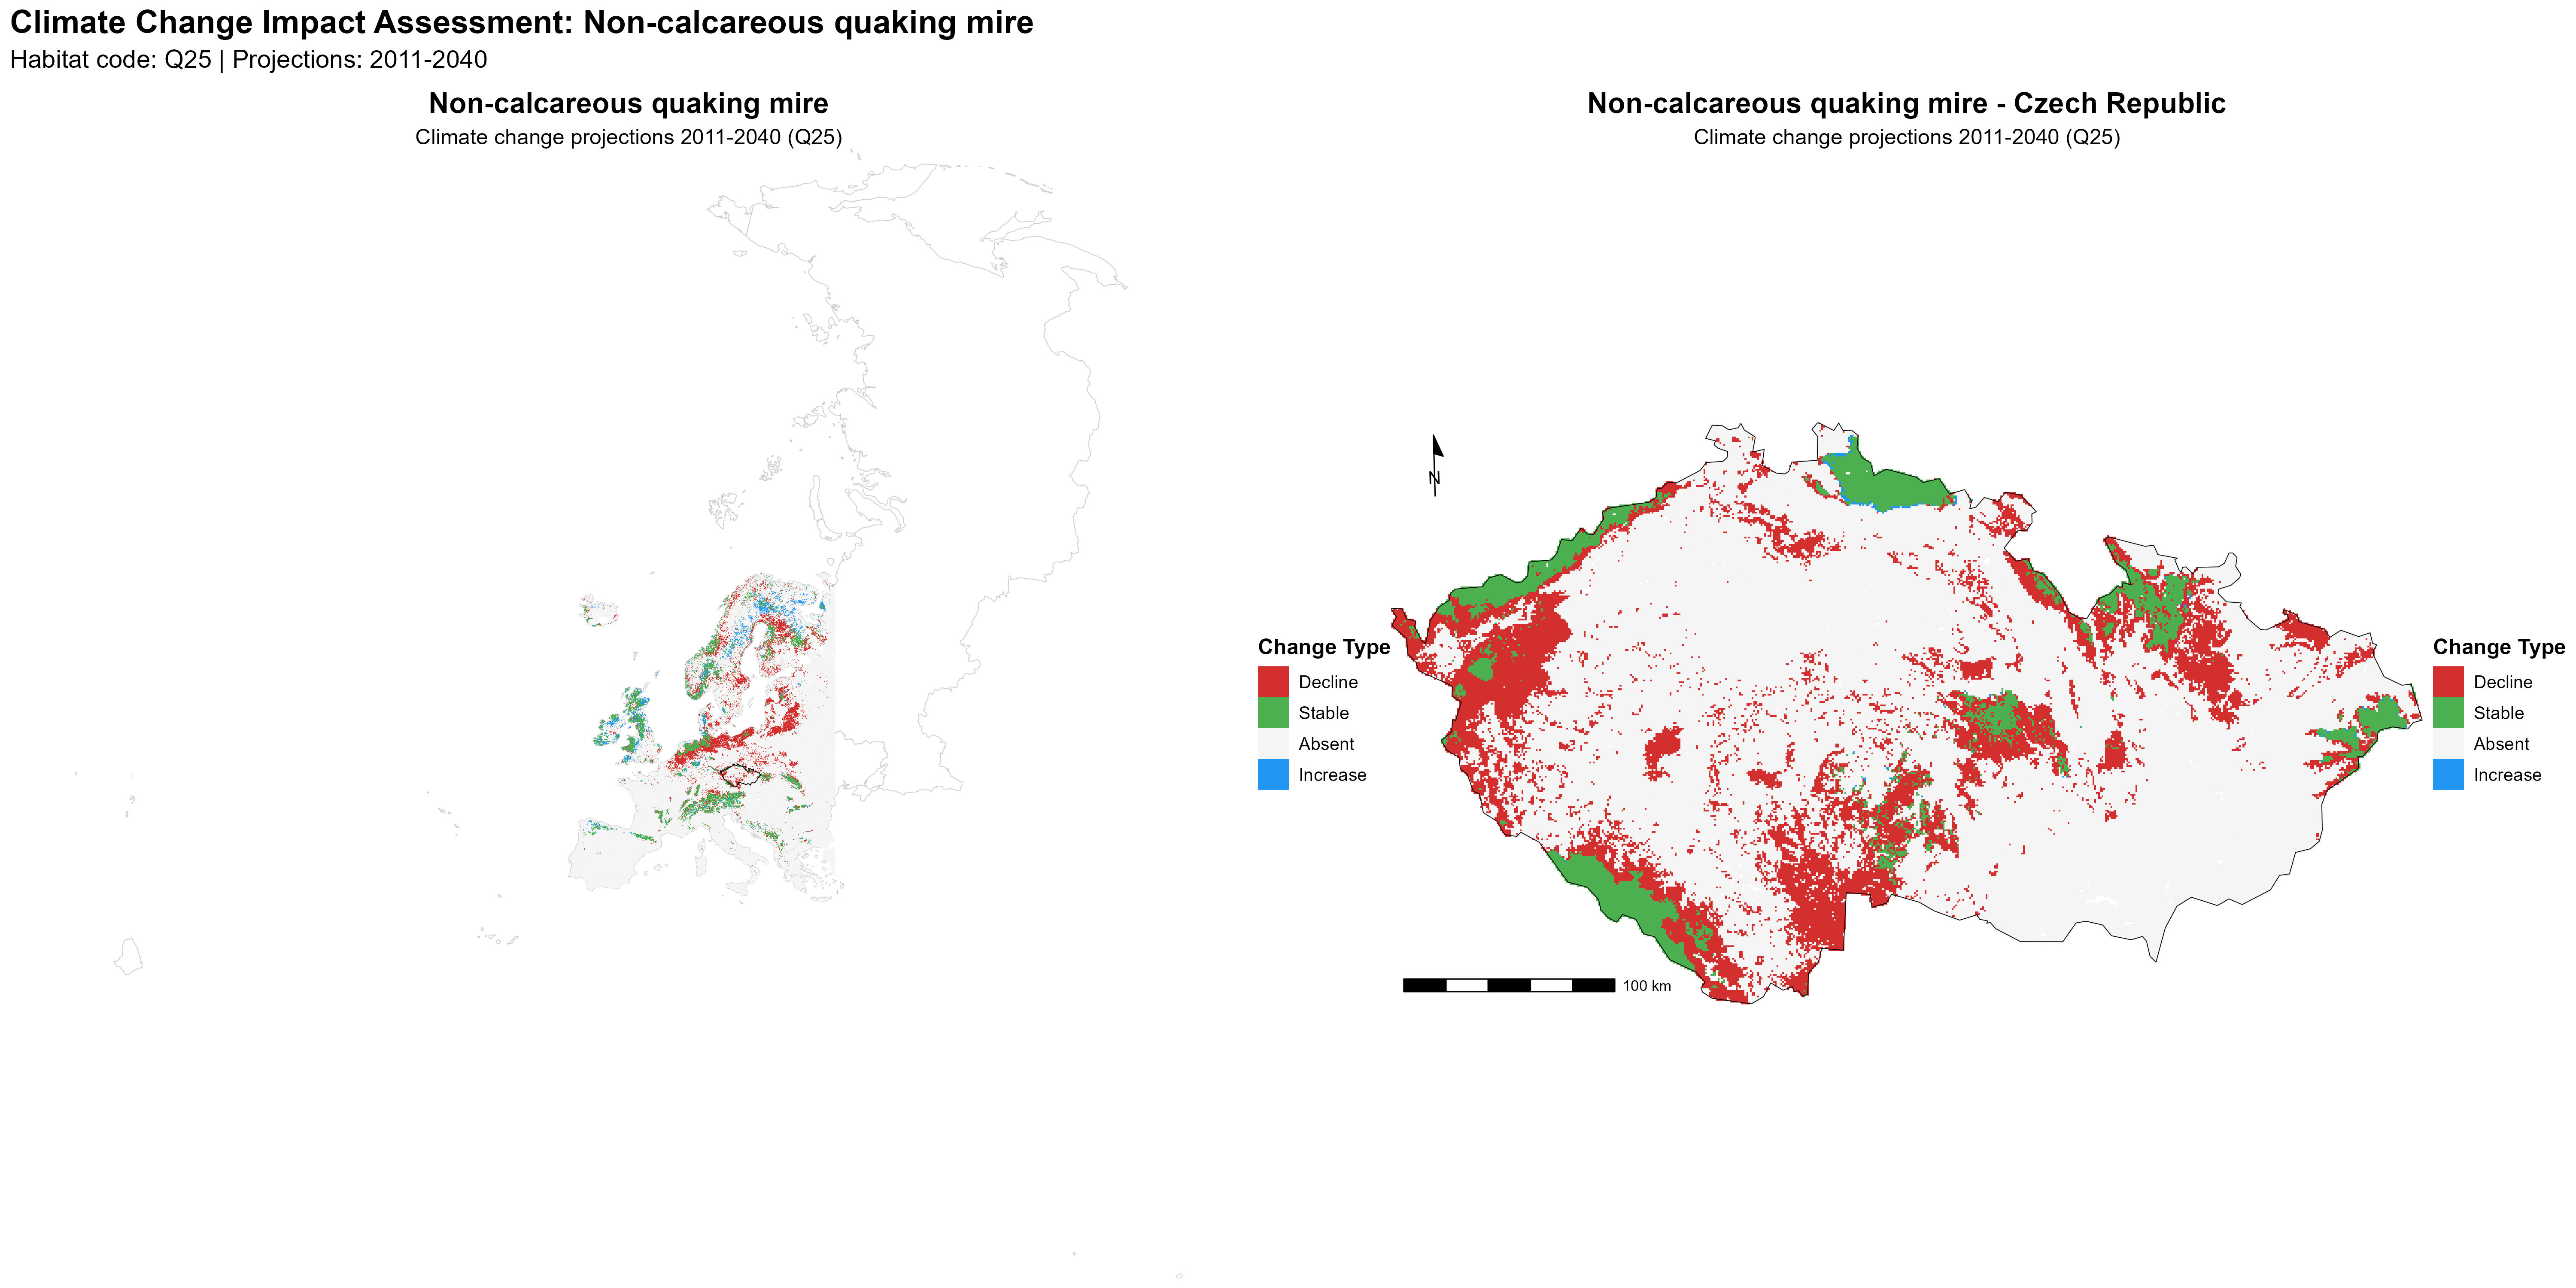 Climate Change Impact Assessment: Non-calcareous quaking mire
Habitat code: Q25 | Projections: 2011-2040
Non-calcareous quaking mire
Climate change projections 2011-2040 (Q25)
Change Type
Decline
Stable
Absent
Increase
Non-calcareous quaking mire - Czech Republic
Climate change projections 2011-2040 (Q25)
N
100 km
Change Type
Decline
Stable
Absent
Increase